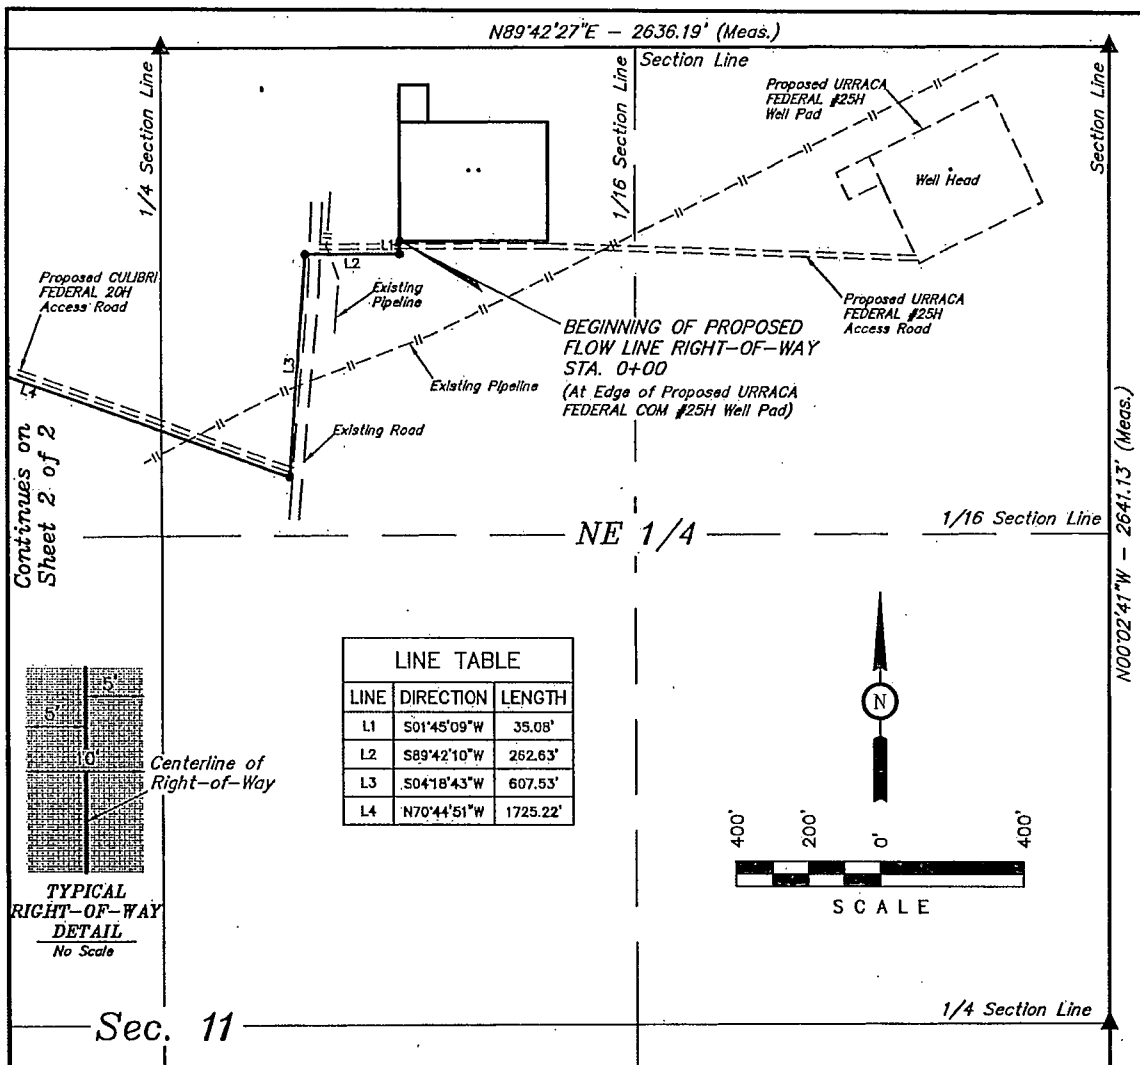 N89°42'27"E - 2636.19' (Meas.)
Section Line
1/4 Section Line
1/16 Section Line
Section Line
Proposed URRACA
FEDERAL #25H
Well Pad
Well Head
L1
L2
Proposed CULIBRI
FEDERAL 20H
Access Road
Existing
Pipeline
Proposed URRACA
FEDERAL #25H
Access Road
BEGINNING OF PROPOSED
FLOW LINE RIGHT-OF-WAY
STA. 0+00
(At Edge of Proposed URRACA
FEDERAL COM #25H Well Pad)
L3
L4
Existing Pipeline
Existing Road
Continues on
Sheet 2 of 2
N00°02'41"W - 2641.13' (Meas.)
1/16 Section Line
NE 1/4
LINE TABLE
LINE DIRECTION LENGTH
L1 S01°45'09"W 35.08'
L2 S89°42'10"W 262.63'
L3 S04°18'43"W 607.53'
L4 N70°44'51"W 1725.22'
5'
5'
10'
Centerline of
Right-of-Way
TYPICAL
RIGHT-OF-WAY
DETAIL
No Scale
N
400' 200' 0' 400'
SCALE
1/4 Section Line
Sec. 11